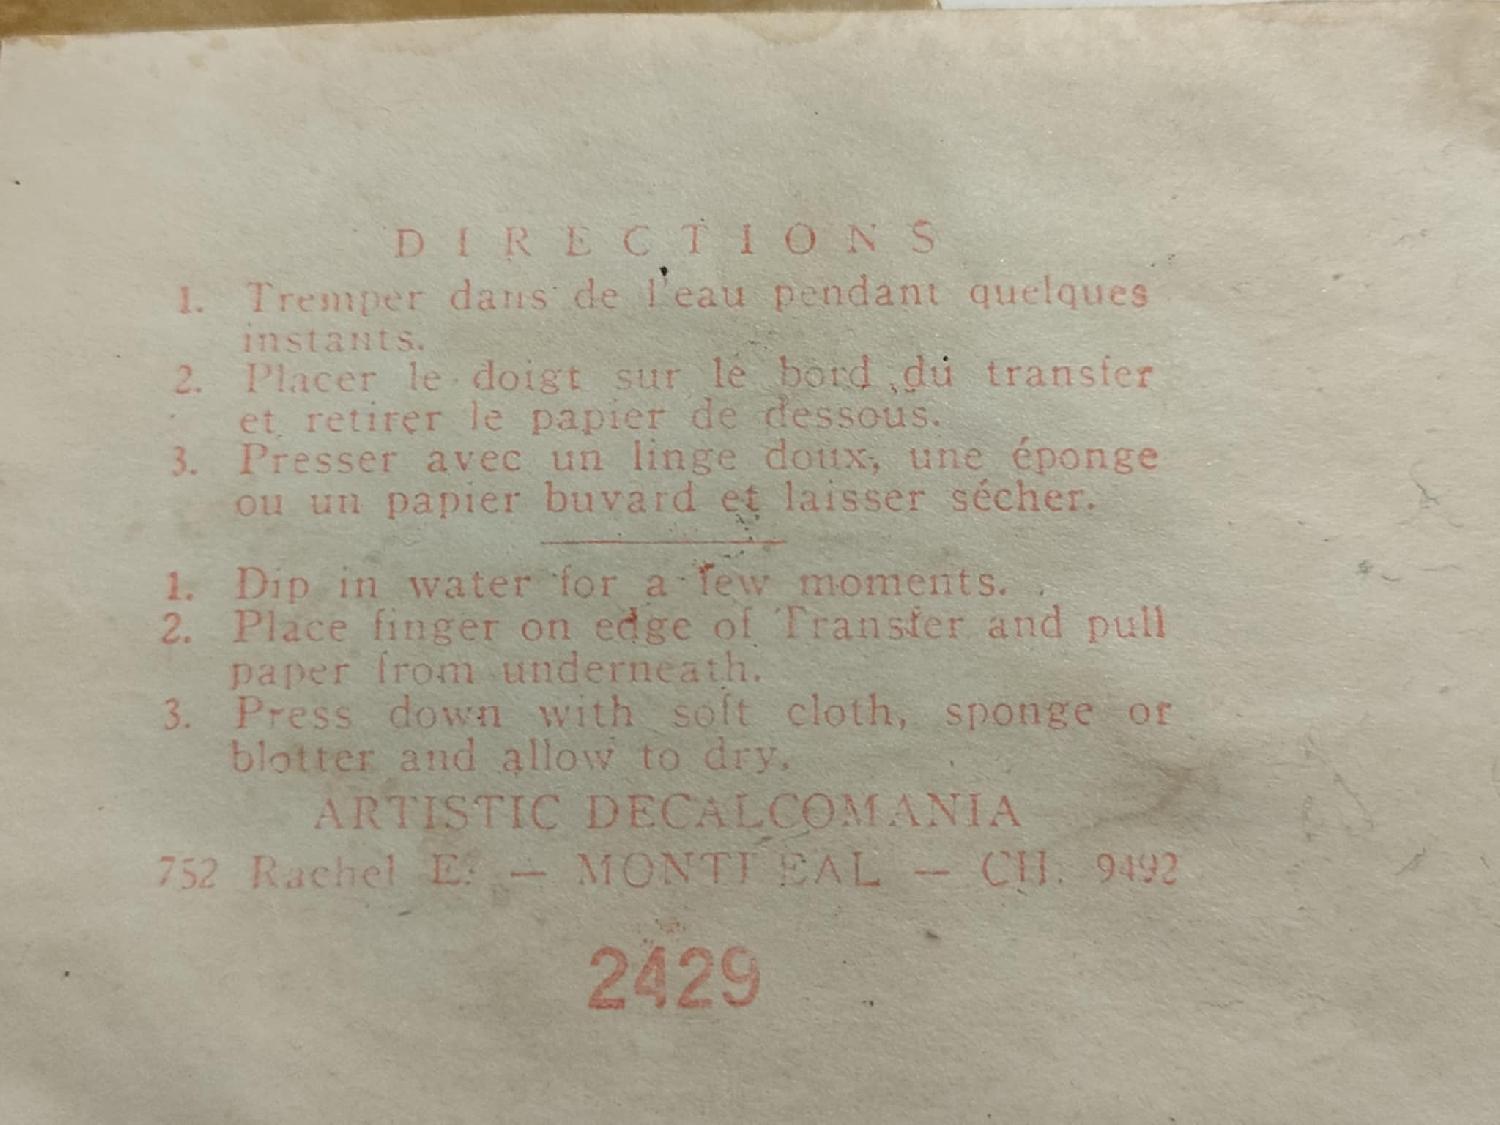 DIRECTIONS
1. Tremper dans de l'eau pendant quelques
instants.
2. Placer le doigt sur le bord du transfer
et retirer le papier de dessous.
3. Presser avec un linge doux, une éponge
ou un papier buvard et laisser sécher.
1. Dip in water for a few moments.
2. Place finger on edge of Transfer and pull
paper from underneath.
3. Press down with soft cloth, sponge or
blotter and allow to dry.
ARTISTIC DECALCOMANIA
752 Rachel E. — MONTREAL — CH. 9492
2429